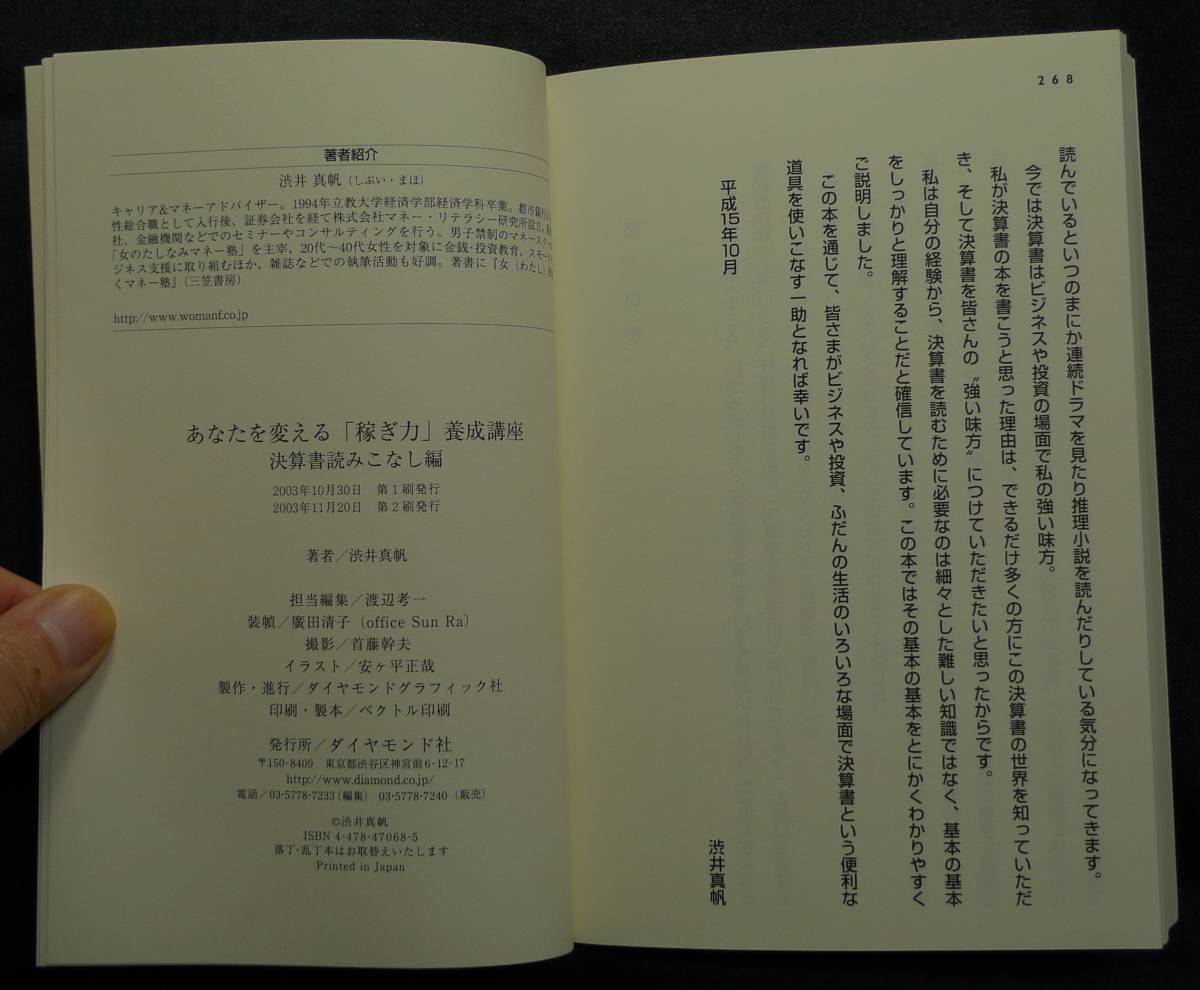 268
読んでいるといつのまにか連続ドラマを見たり推理小説を読んだりしている気分になってきます。
今では決算書はビジネスや投資の場面で私の強い味方。
私が決算書の本を書こうと思った理由は、できるだけ多くの方にこの決算書の世界を知っていただ
き、そして決算書を皆さんの〝強い味方〟につけていただきたいと思ったからです。
私は自分の経験から、決算書を読むために必要なのは細々とした難しい知識ではなく、基本の基本
をしっかりと理解することだと確信しています。この本ではその基本の基本をとにかくわかりやすく
ご説明しました。
この本を通じて、皆さまがビジネスや投資、ふだんの生活のいろいろな場面で決算書という便利な
道具を使いこなす一助となれば幸いです。
平成15年10月
渋井真帆
著者紹介
渋井 真帆（しぶい・まほ）
キャリア&マネーアドバイザー。1994年立教大学経済学部経済学科卒業。都市銀行に
性総合職として入行後、証券会社を経て株式会社マネー・リテラシー研究所設立。
社、金融機関などでのセミナーやコンサルティングを行う。男子禁制のマネースク
「女のたしなみマネー塾」を主宰、20代〜40代女性を対象に金銭・投資教育、スモール
ジネス支援に取り組むほか、雑誌などでの執筆活動も好調。著書に『女（わたし）を
くマネー塾』（三笠書房）
http://www.womanf.co.jp
あなたを変える「稼ぎ力」養成講座
決算書読みこなし編
2003年10月30日　第1刷発行
2003年11月20日　第2刷発行
著者／渋井真帆
担当編集／渡辺考一
装幀／廣田清子（office Sun Ra）
撮影／首藤幹夫
イラスト／安ヶ平正哉
製作・進行／ダイヤモンドグラフィック社
印刷・製本／ベクトル印刷
発行所／ダイヤモンド社
〒150-8409　東京都渋谷区神宮前6-12-17
http://www.diamond.co.jp/
電話／03・5778・7233（編集）　03・5778・7240（販売）
©渋井真帆
ISBN 4-478-47068-5
落丁・乱丁本はお取替えいたします
Printed in Japan